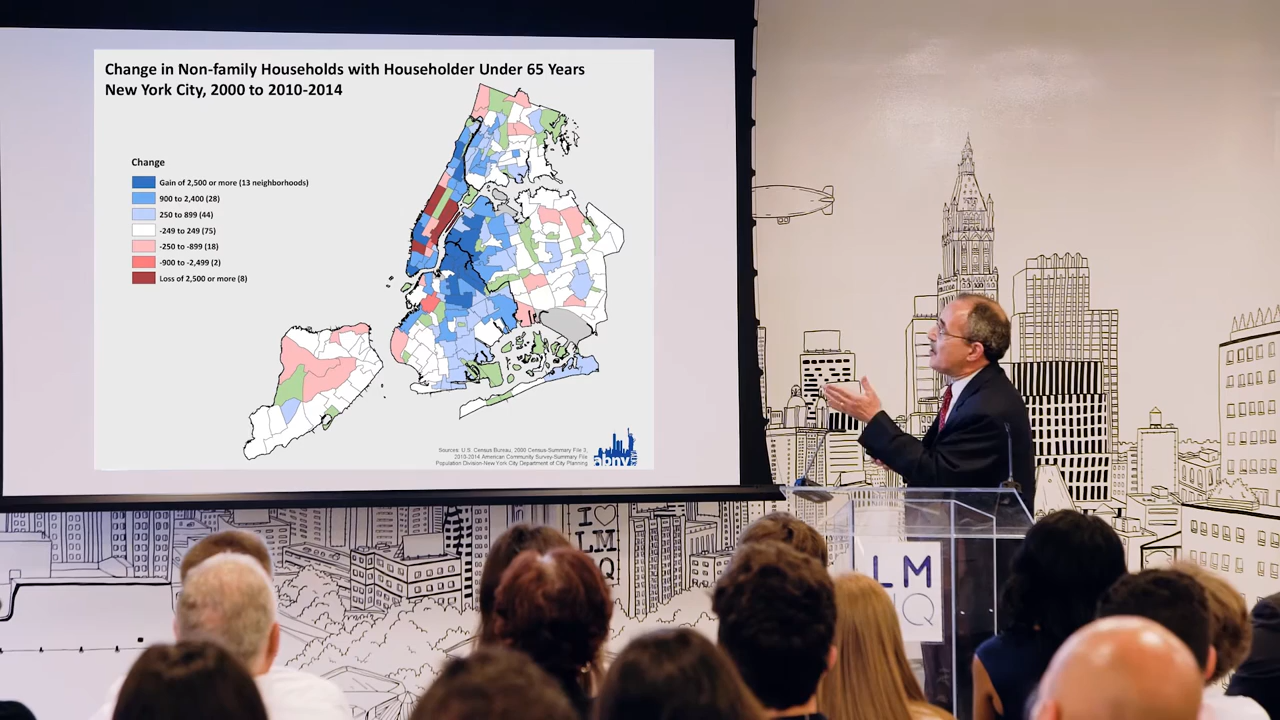 Change in Non-family Households with Householder Under 65 Years
New York City, 2000 to 2010-2014
Change
Gain of 2,500 or more (13 neighborhoods)
900 to 2,400 (28)
250 to 899 (44)
-249 to 249 (75)
-250 to -899 (18)
-900 to -2,499 (2)
Loss of 2,500 or more (8)
Sources: U.S. Census Bureau, 2000 Census-Summary File 3,
2010-2014 American Community Survey-Summary File
Population Division-New York City Department of City Planning
abny
I ♡
LM
Q
LM
HQ